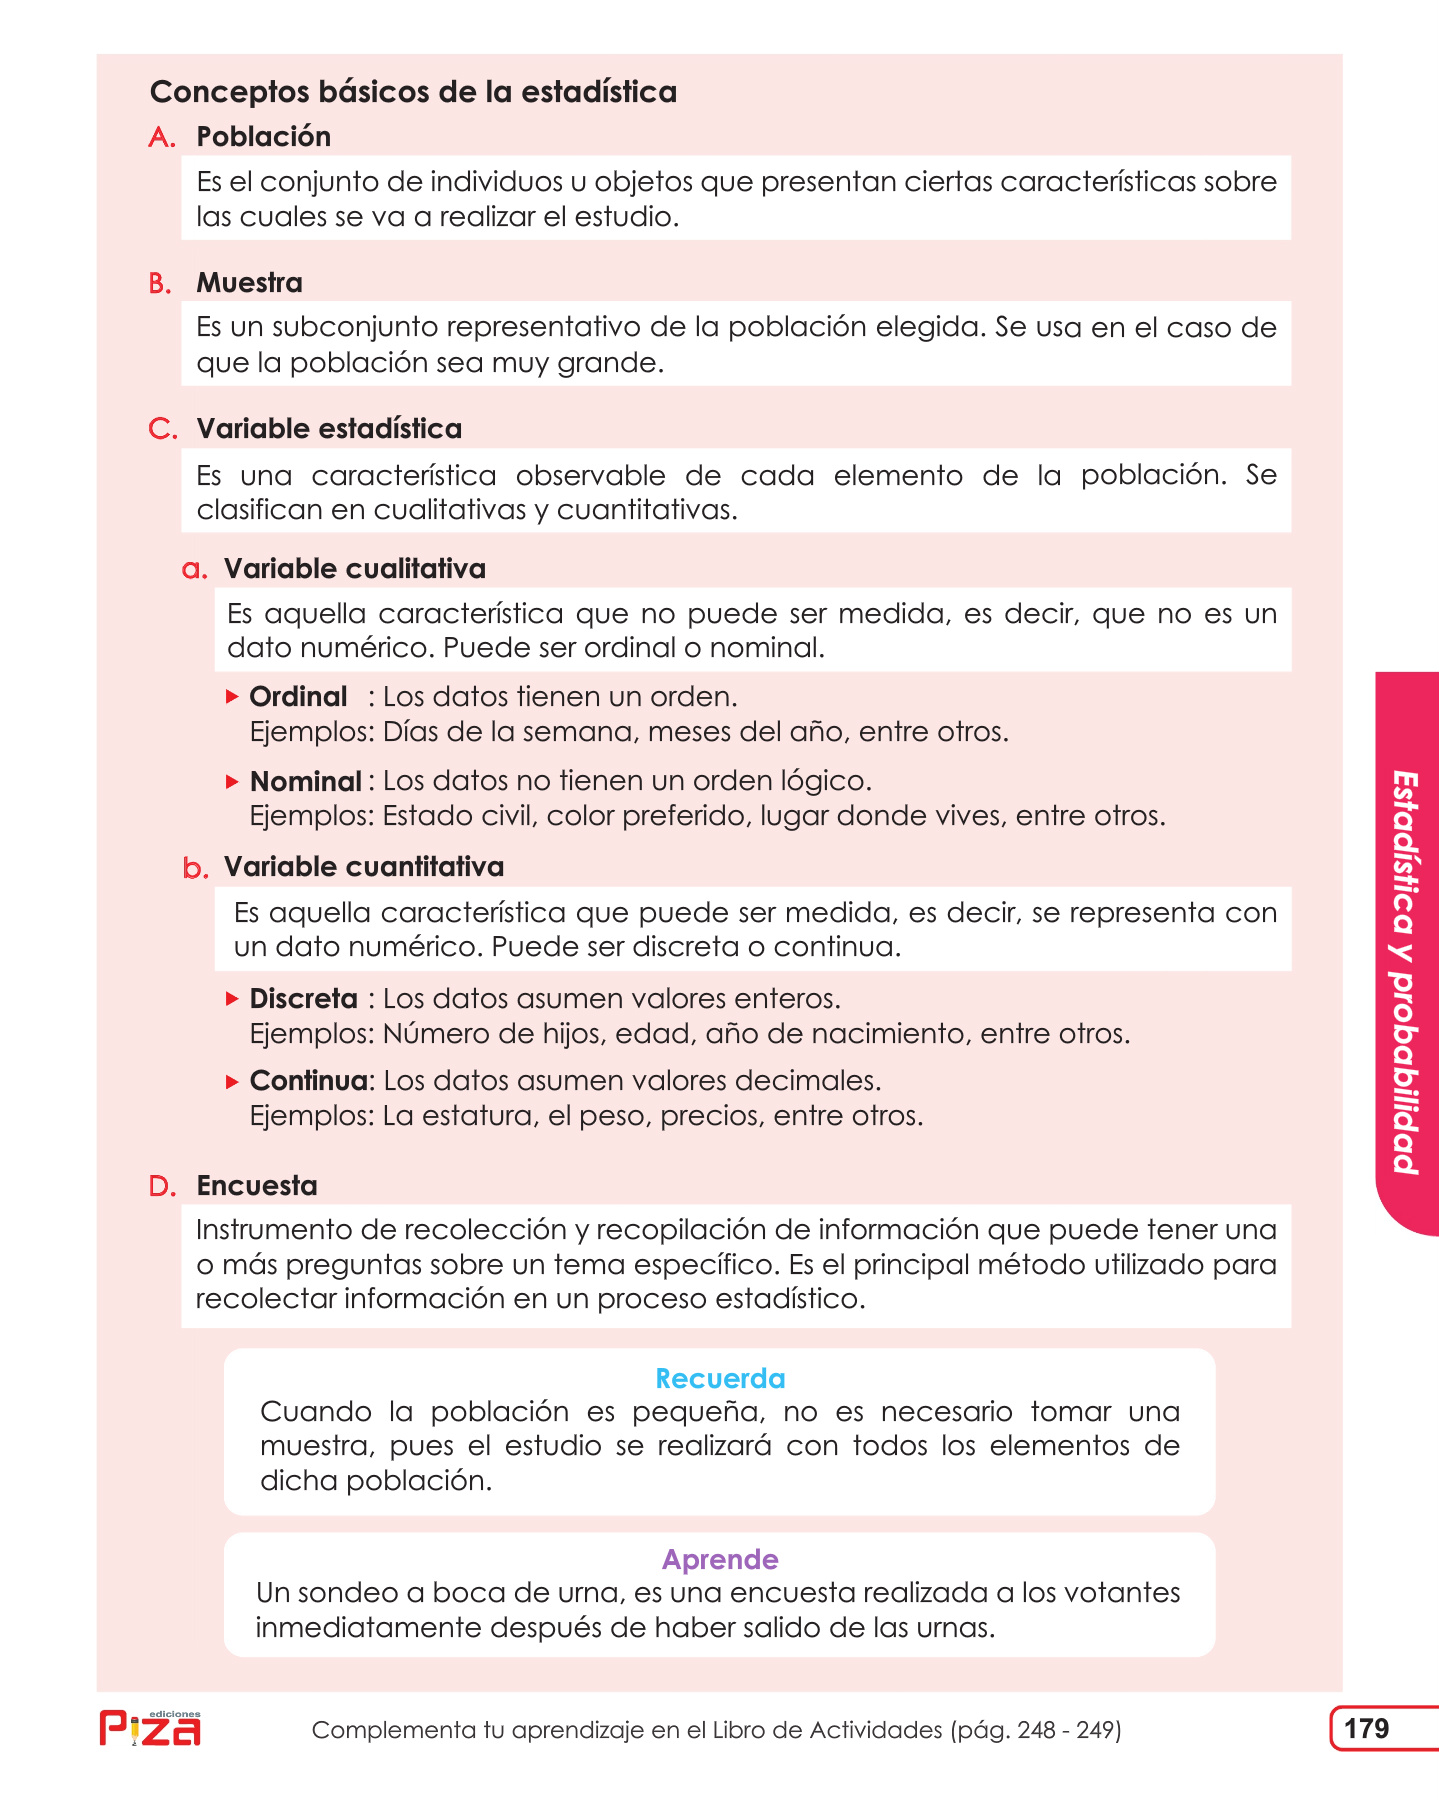 Conceptos básicos de la estadística
A. Población
Es el conjunto de individuos u objetos que presentan ciertas características sobre
las cuales se va a realizar el estudio.
B. Muestra
Es un subconjunto representativo de la población elegida. Se usa en el caso de
que la población sea muy grande.
C. Variable estadística
Es una característica observable de cada elemento de la población. Se
clasifican en cualitativas y cuantitativas.
a. Variable cualitativa
Es aquella característica que no puede ser medida, es decir, que no es un
dato numérico. Puede ser ordinal o nominal.
Ordinal : Los datos tienen un orden.
Ejemplos: Días de la semana, meses del año, entre otros.
Nominal : Los datos no tienen un orden lógico.
Ejemplos: Estado civil, color preferido, lugar donde vives, entre otros.
b. Variable cuantitativa
Es aquella característica que puede ser medida, es decir, se representa con
un dato numérico. Puede ser discreta o continua.
Discreta : Los datos asumen valores enteros.
Ejemplos: Número de hijos, edad, año de nacimiento, entre otros.
Continua: Los datos asumen valores decimales.
Ejemplos: La estatura, el peso, precios, entre otros.
D. Encuesta
Instrumento de recolección y recopilación de información que puede tener una
o más preguntas sobre un tema específico. Es el principal método utilizado para
recolectar información en un proceso estadístico.
Recuerda
Cuando la población es pequeña, no es necesario tomar una
muestra, pues el estudio se realizará con todos los elementos de
dicha población.
Aprende
Un sondeo a boca de urna, es una encuesta realizada a los votantes
inmediatamente después de haber salido de las urnas.
Estadística y probabilidad
ediciones
Piza
Complementa tu aprendizaje en el Libro de Actividades (pág. 248 - 249)
179